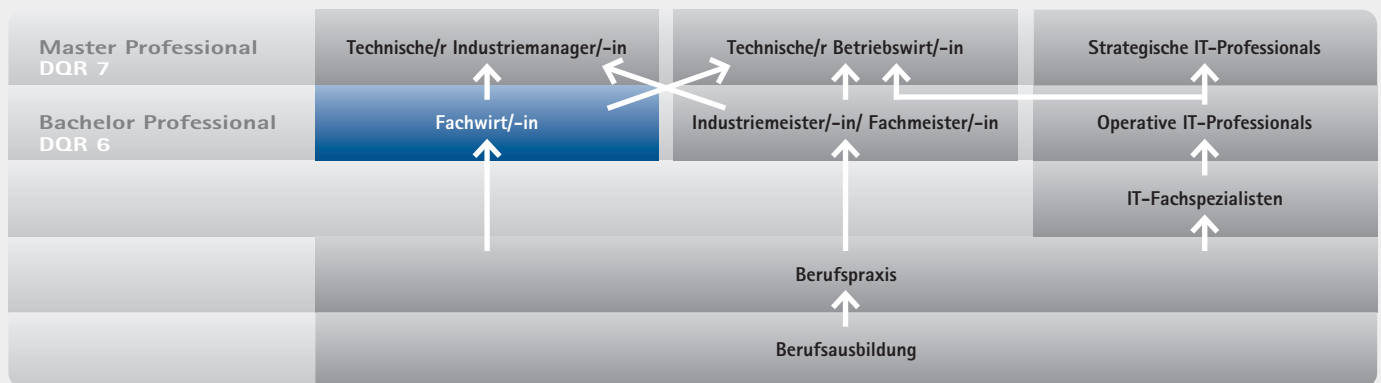 Master Professional
DQR 7
Technische/r Industriemanager/-in
Technische/r Betriebswirt/-in
Strategische IT-Professionals
Bachelor Professional
DQR 6
Fachwirt/-in
Industriemeister/-in/ Fachmeister/-in
Operative IT-Professionals
IT-Fachspezialisten
Berufspraxis
Berufsausbildung